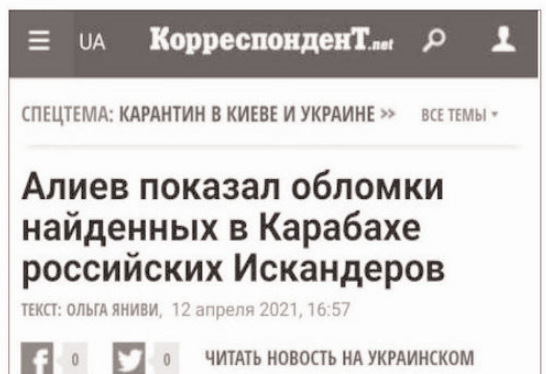 UA КорреспонденТ.net
СПЕЦТЕМА: КАРАНТИН В КИЕВЕ И УКРАИНЕ >> ВСЕ ТЕМЫ
Алиев показал обломки
найденных в Карабахе
российских Искандеров
ТЕКСТ: ОЛЬГА ЯНИВИ, 12 апреля 2021, 16:57
f 0 0 ЧИТАТЬ НОВОСТЬ НА УКРАИНСКОМ